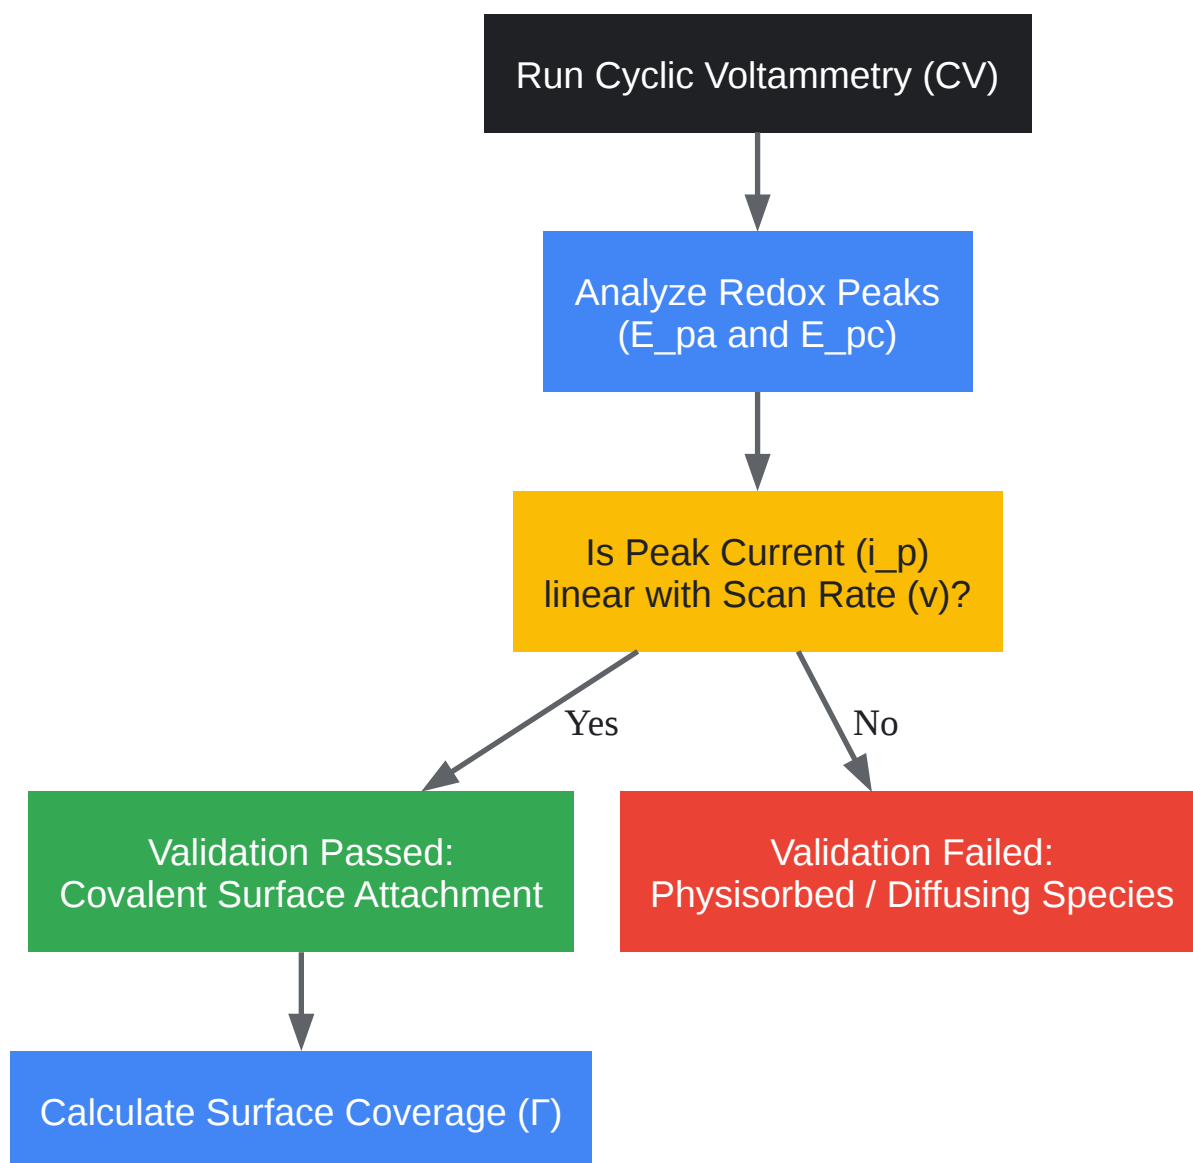 Run Cyclic Voltammetry (CV)
Analyze Redox Peaks
(E_pa and E_pc)
Is Peak Current (i_p)
linear with Scan Rate (v)?
Yes
No
Validation Passed:
Covalent Surface Attachment
Validation Failed:
Physisorbed / Diffusing Species
Calculate Surface Coverage (Γ)